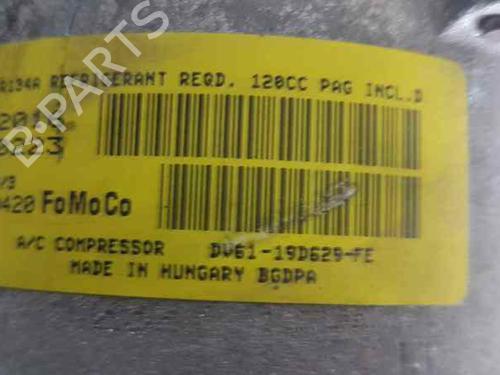 R134A REFRIGERANT REQD. 120CC PAG INCL.D
FoMoCo
A/C COMPRESSOR DV61-19D629-FE
MADE IN HUNGARY BGDPA
B-PARTS